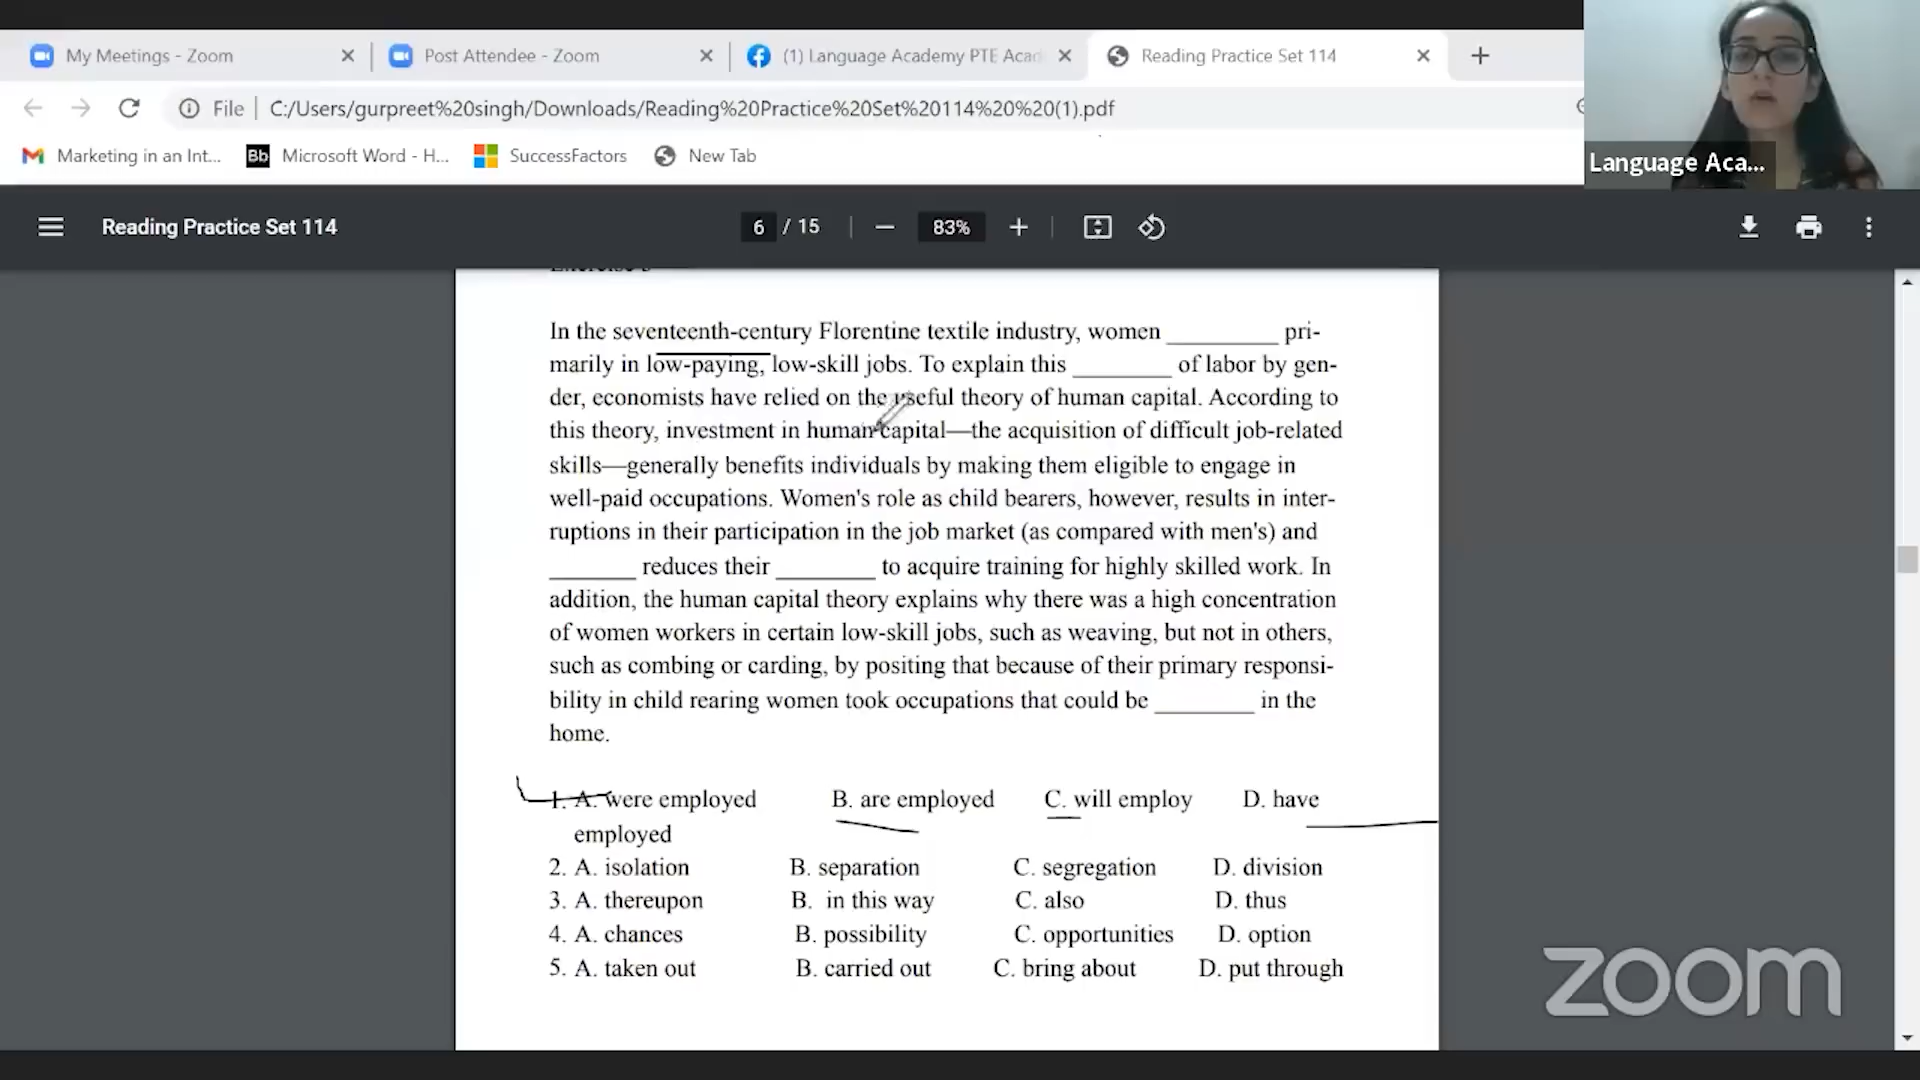 My Meetings - Zoom
Post Attendee - Zoom
(1) Language Academy PTE Acad
Reading Practice Set 114
File
C:/Users/gurpreet%20singh/Downloads/Reading%20Practice%20Set%20114%20%20(1).pdf
Marketing in an Int...
Bb Microsoft Word - H...
SuccessFactors
New Tab
Language Aca...
Reading Practice Set 114
6 / 15
83%
In the seventeenth-century Florentine textile industry, women _________ pri-
marily in low-paying, low-skill jobs. To explain this ________ of labor by gen-
der, economists have relied on the useful theory of human capital. According to
this theory, investment in human capital—the acquisition of difficult job-related
skills—generally benefits individuals by making them eligible to engage in
well-paid occupations. Women's role as child bearers, however, results in inter-
ruptions in their participation in the job market (as compared with men's) and
_______ reduces their ________ to acquire training for highly skilled work. In
addition, the human capital theory explains why there was a high concentration
of women workers in certain low-skill jobs, such as weaving, but not in others,
such as combing or carding, by positing that because of their primary responsi-
bility in child rearing women took occupations that could be ________ in the
home.
1. A. were employed B. are employed C. will employ D. have
employed
2. A. isolation B. separation C. segregation D. division
3. A. thereupon B. in this way C. also D. thus
4. A. chances B. possibility C. opportunities D. option
5. A. taken out B. carried out C. bring about D. put through
zoom